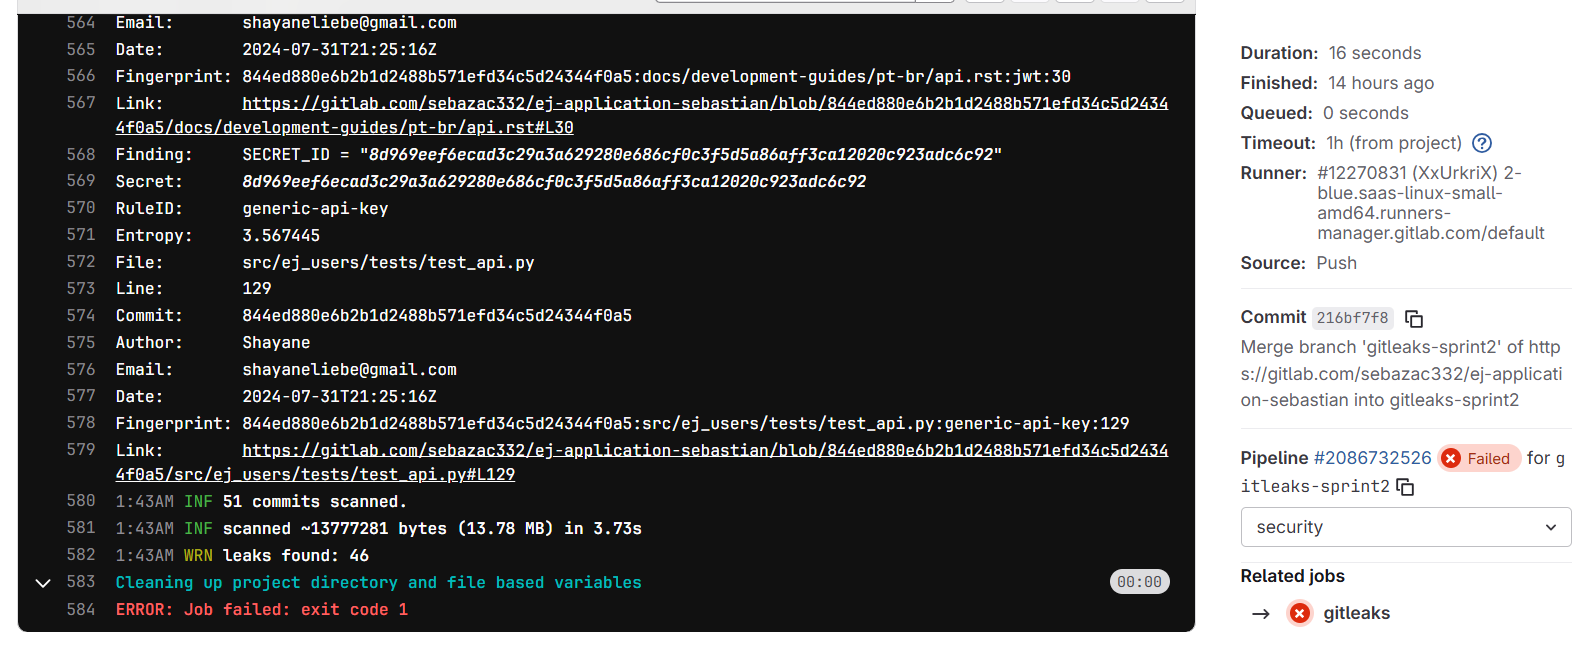 564 Email: shayaneliebe@gmail.com
565 Date: 2024-07-31T21:25:16Z
566 Fingerprint: 844ed880e6b2b1d2488b571efd34c5d24344f0a5:docs/development-guides/pt-br/api.rst:jwt:30
567 Link: https://gitlab.com/sebazac332/ej-application-sebastian/blob/844ed880e6b2b1d2488b571efd34c5d2434
4f0a5/docs/development-guides/pt-br/api.rst#L30
568 Finding: SECRET_ID = "8d969eef6ecad3c29a3a629280e686cf0c3f5d5a86aff3ca12020c923adc6c92"
569 Secret: 8d969eef6ecad3c29a3a629280e686cf0c3f5d5a86aff3ca12020c923adc6c92
570 RuleID: generic-api-key
571 Entropy: 3.567445
572 File: src/ej_users/tests/test_api.py
573 Line: 129
574 Commit: 844ed880e6b2b1d2488b571efd34c5d24344f0a5
575 Author: Shayane
576 Email: shayaneliebe@gmail.com
577 Date: 2024-07-31T21:25:16Z
578 Fingerprint: 844ed880e6b2b1d2488b571efd34c5d24344f0a5:src/ej_users/tests/test_api.py:generic-api-key:129
579 Link: https://gitlab.com/sebazac332/ej-application-sebastian/blob/844ed880e6b2b1d2488b571efd34c5d2434
4f0a5/src/ej_users/tests/test_api.py#L129
580 1:43AM INF 51 commits scanned.
581 1:43AM INF scanned ~13777281 bytes (13.78 MB) in 3.73s
582 1:43AM WRN leaks found: 46
583 Cleaning up project directory and file based variables 00:00
584 ERROR: Job failed: exit code 1
Duration: 16 seconds
Finished: 14 hours ago
Queued: 0 seconds
Timeout: 1h (from project) ?
Runner: #12270831 (XxUrkriX) 2-
blue.saas-linux-small-
amd64.runners-
manager.gitlab.com/default
Source: Push
Commit 216bf7f8
Merge branch 'gitleaks-sprint2' of http
s://gitlab.com/sebazac332/ej-applicati
on-sebastian into gitleaks-sprint2
Pipeline #2086732526 Failed for g
itleaks-sprint2
security
Related jobs
→ gitleaks